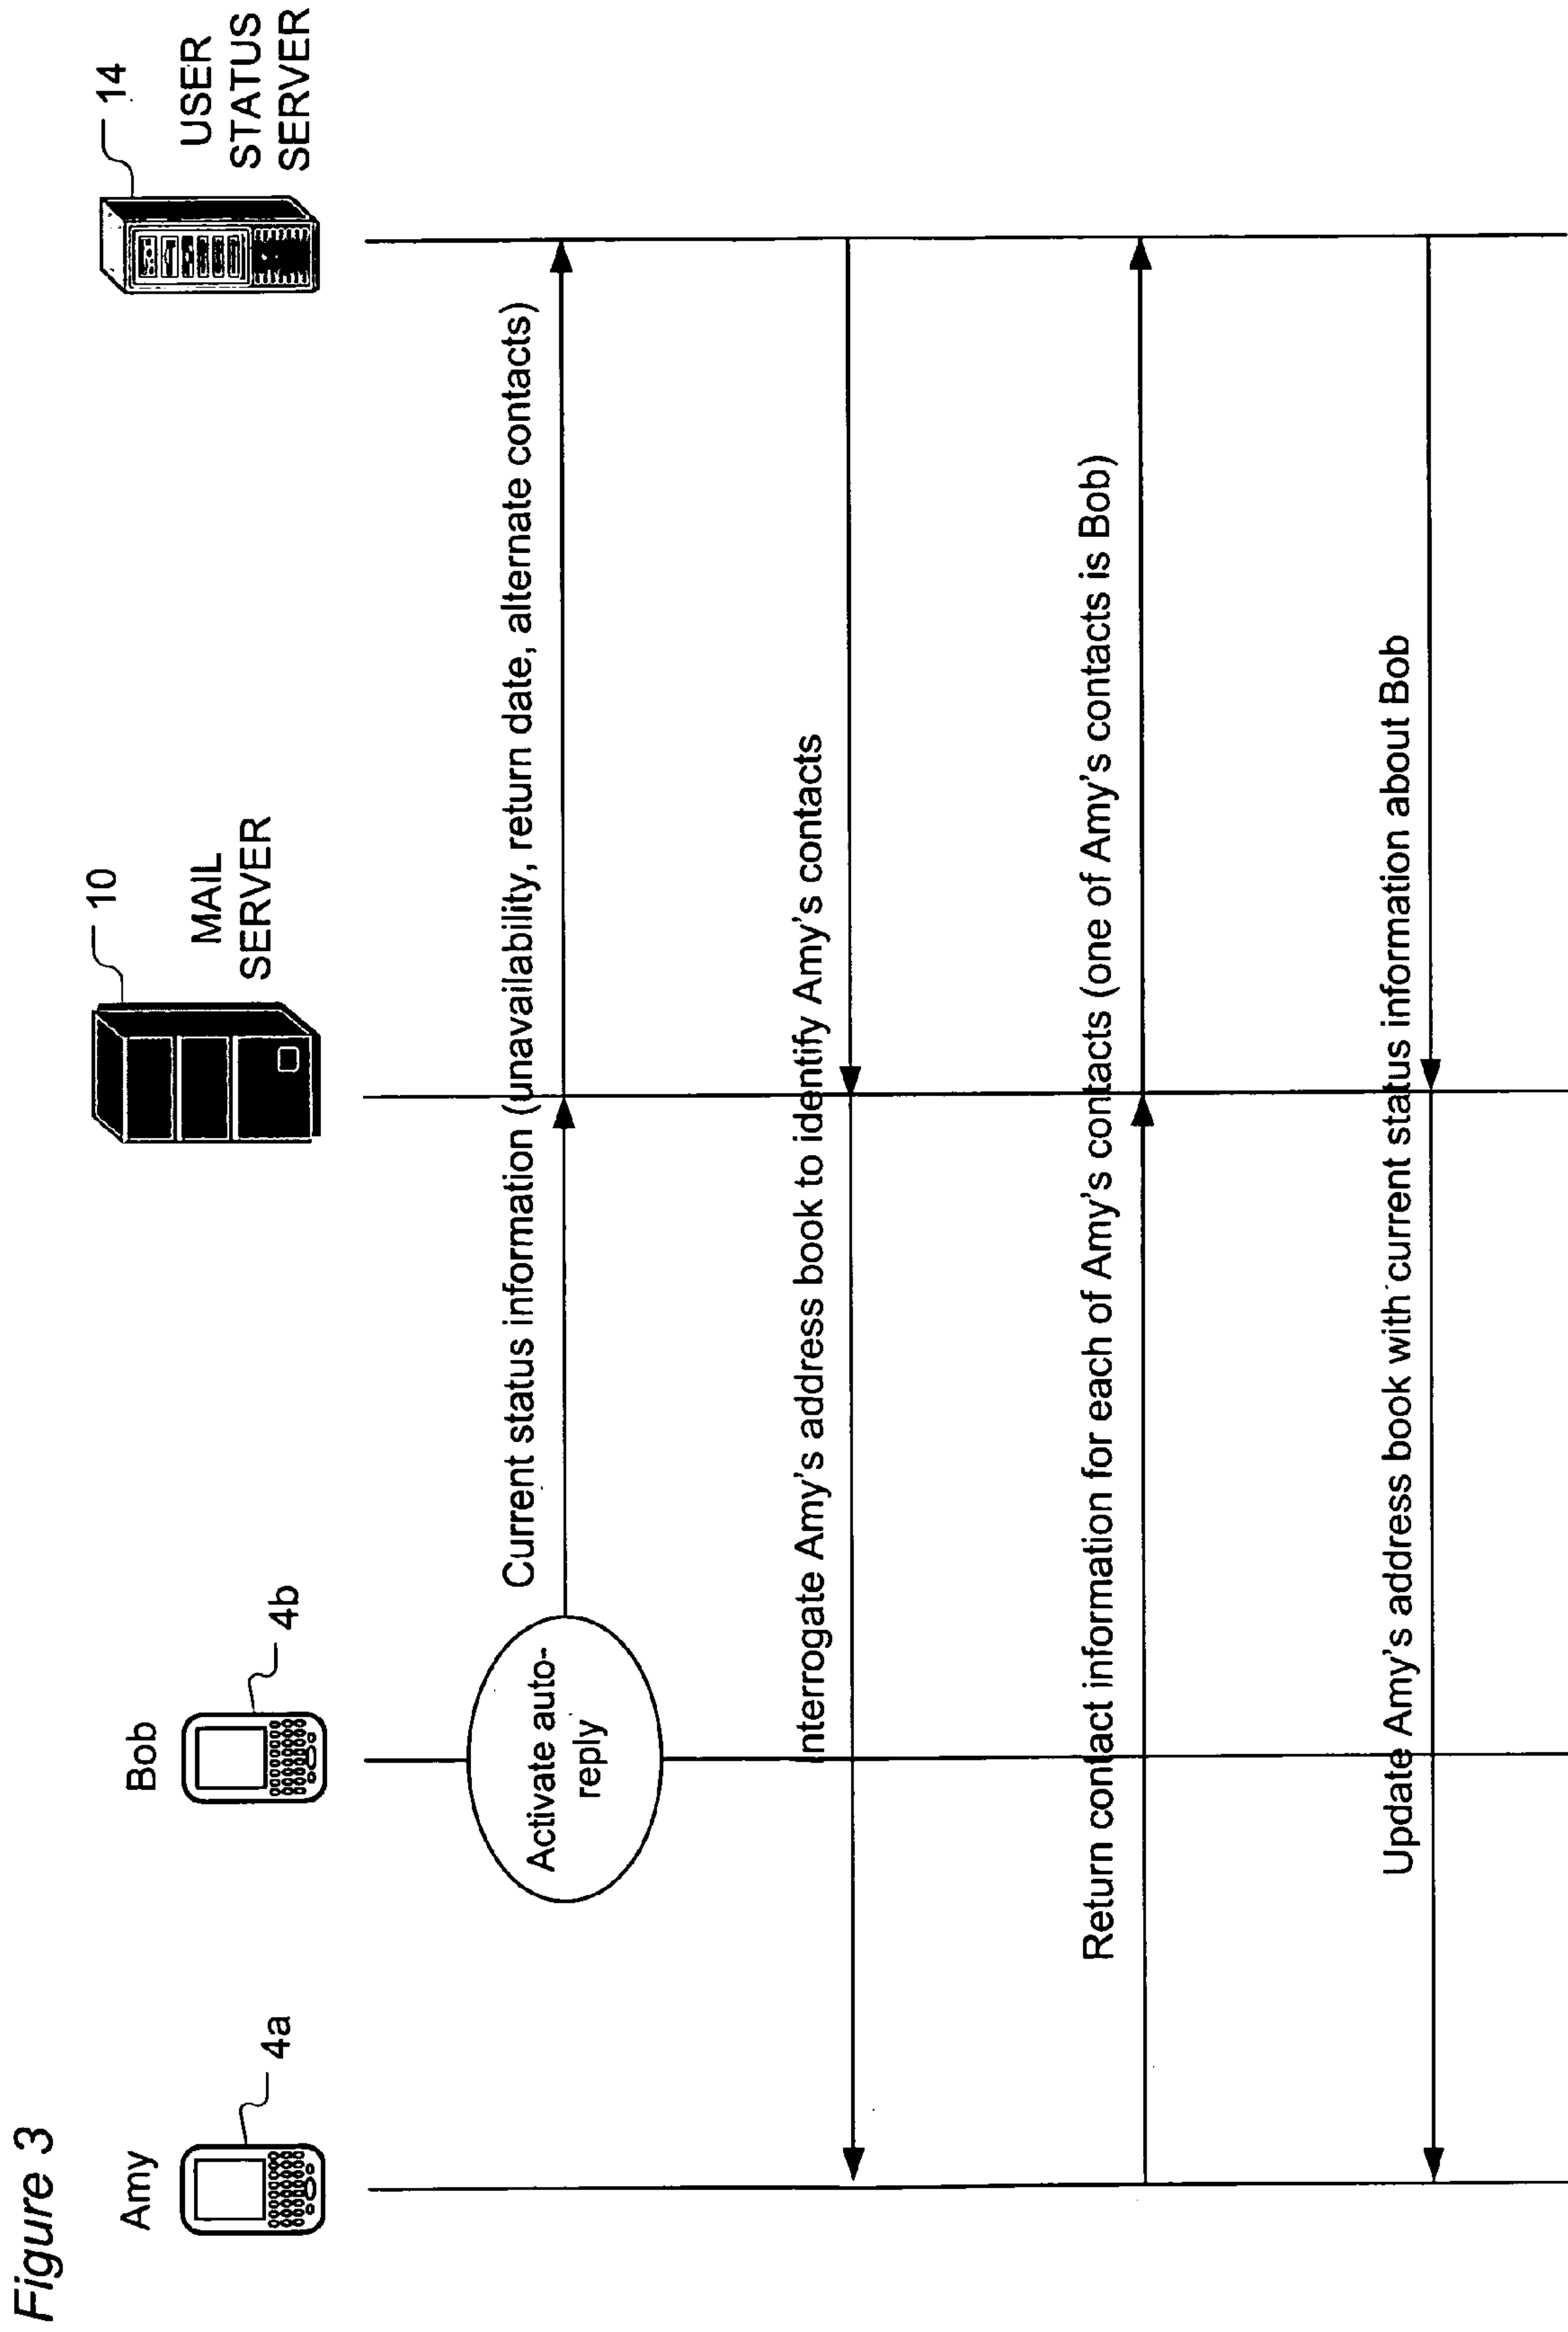 Figure 3
Amy
4a
Bob
4b
10
MAIL
SERVER
14
USER
STATUS
SERVER
Activate auto-
reply
Current status information (unavailability, return date, alternate contacts)
Interrogate Amy's address book to identify Amy's contacts
Return contact information for each of Amy's contacts (one of Amy's contacts is Bob)
Update Amy's address book with current status information about Bob